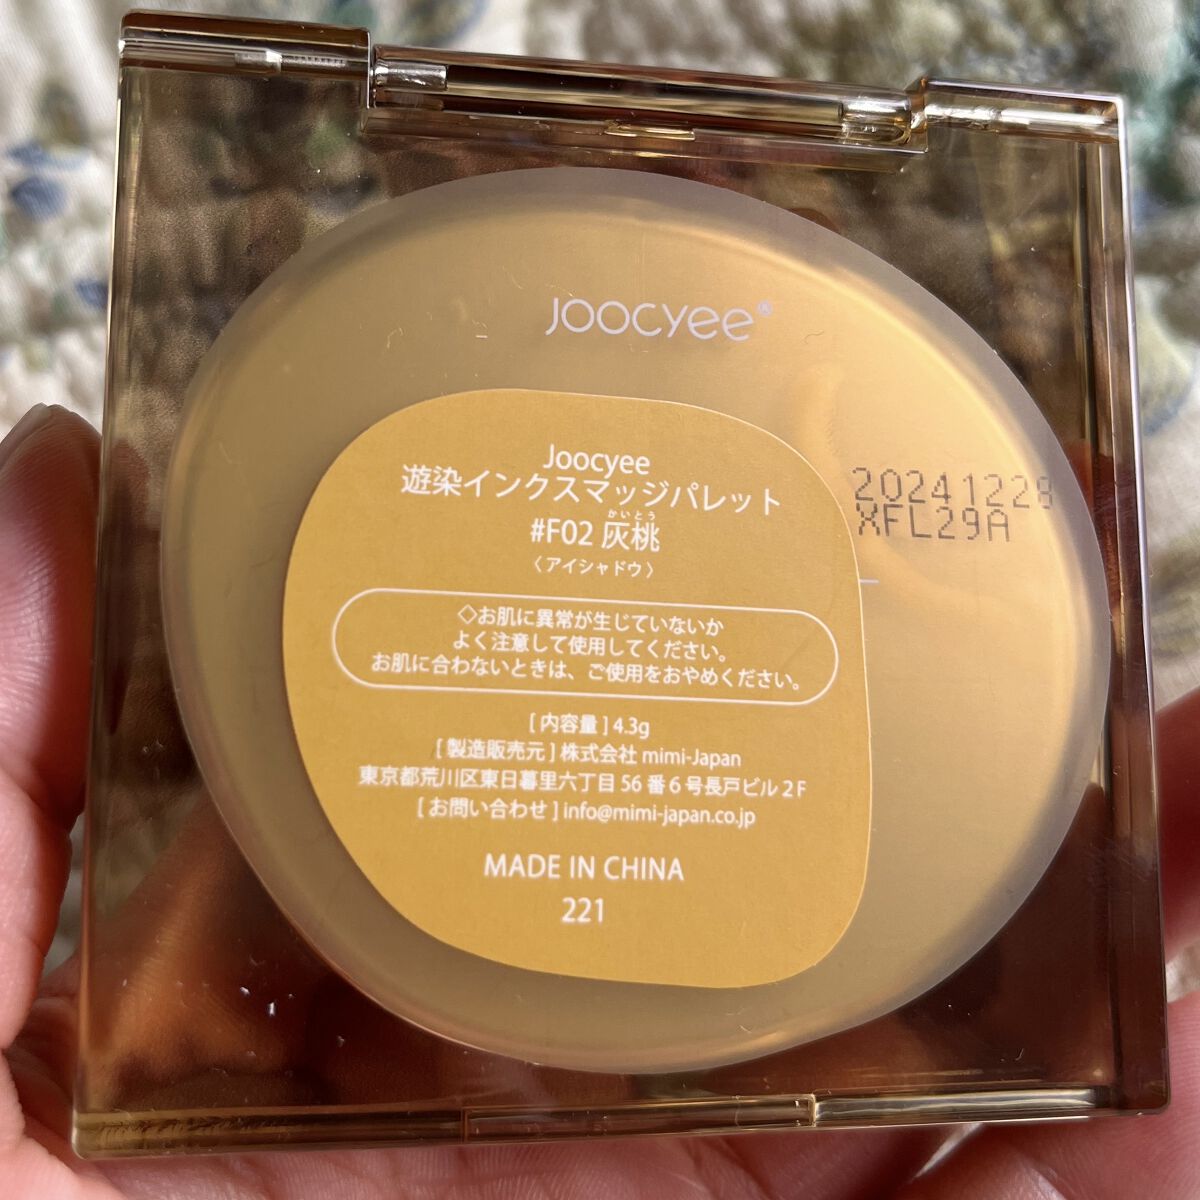 JOOCYEE®
Joocyee
遊染インクスマッジパレット
かいとう
#F02 灰桃
〈アイシャドウ〉
◇お肌に異常が生じていないか
よく注意して使用してください。
お肌に合わないときは、ご使用をおやめください。
[ 内容量 ] 4.3g
[ 製造販売元 ] 株式会社 mimi-Japan
東京都荒川区東日暮里六丁目 56 番 6 号長戸ビル 2 F
[ お問い合わせ ] info@mimi-japan.co.jp
MADE IN CHINA
221
20241228
XFL29A